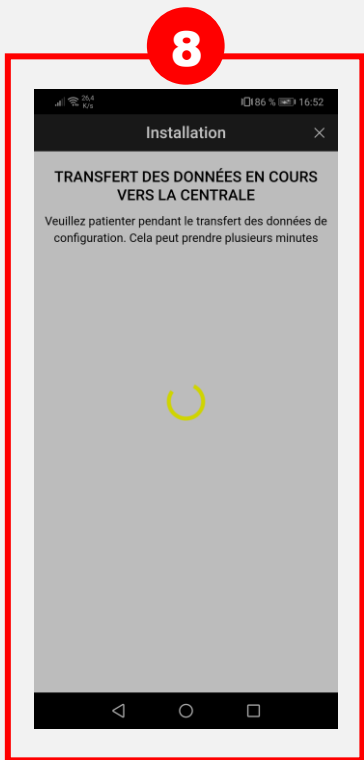 8
26,4
K/s
86 % 16:52
Installation
TRANSFERT DES DONNÉES EN COURS
VERS LA CENTRALE
Veuillez patienter pendant le transfert des données de
configuration. Cela peut prendre plusieurs minutes